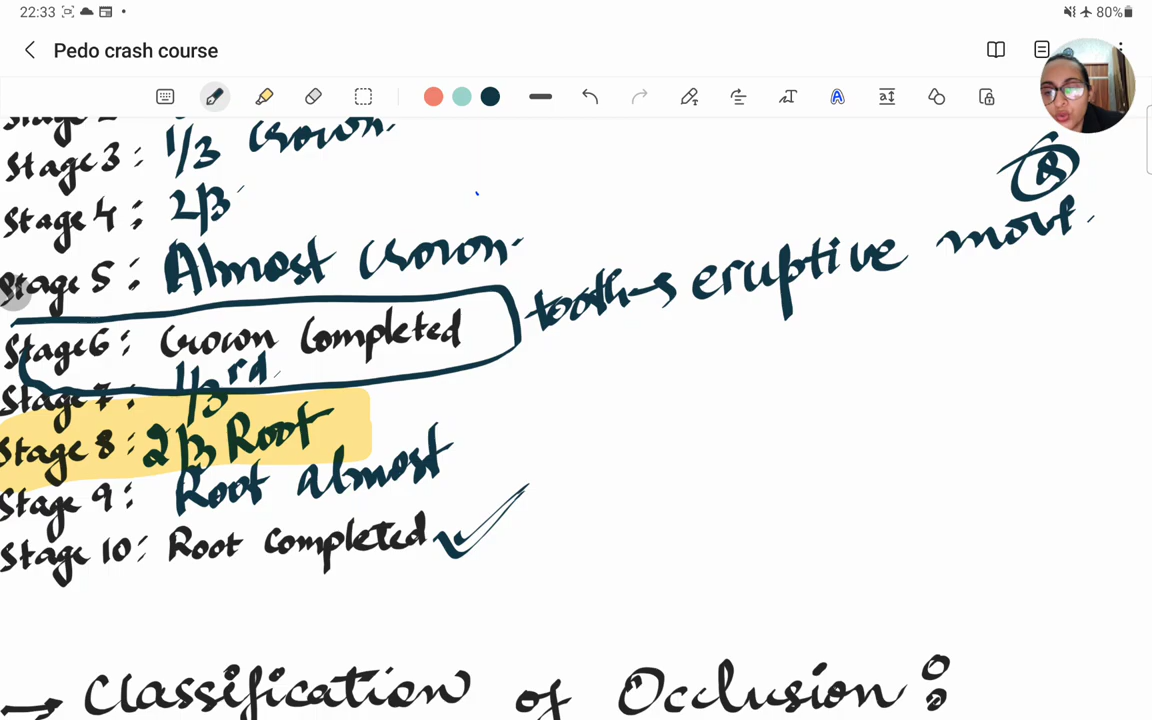 22:33
80%
Pedo crash course
Stage 3 : 1/3 crown.
Stage 4 : 2/3
Stage 5 : Almost crown.
Stage 6 : Crown Completed
tooth → eruptive movt.
8
Stage 7 : 1/3rd
Stage 8 : 2/3 Root
Stage 9 : Root almost
Stage 10 : Root completed ✓
→ Classification of Occlusion :